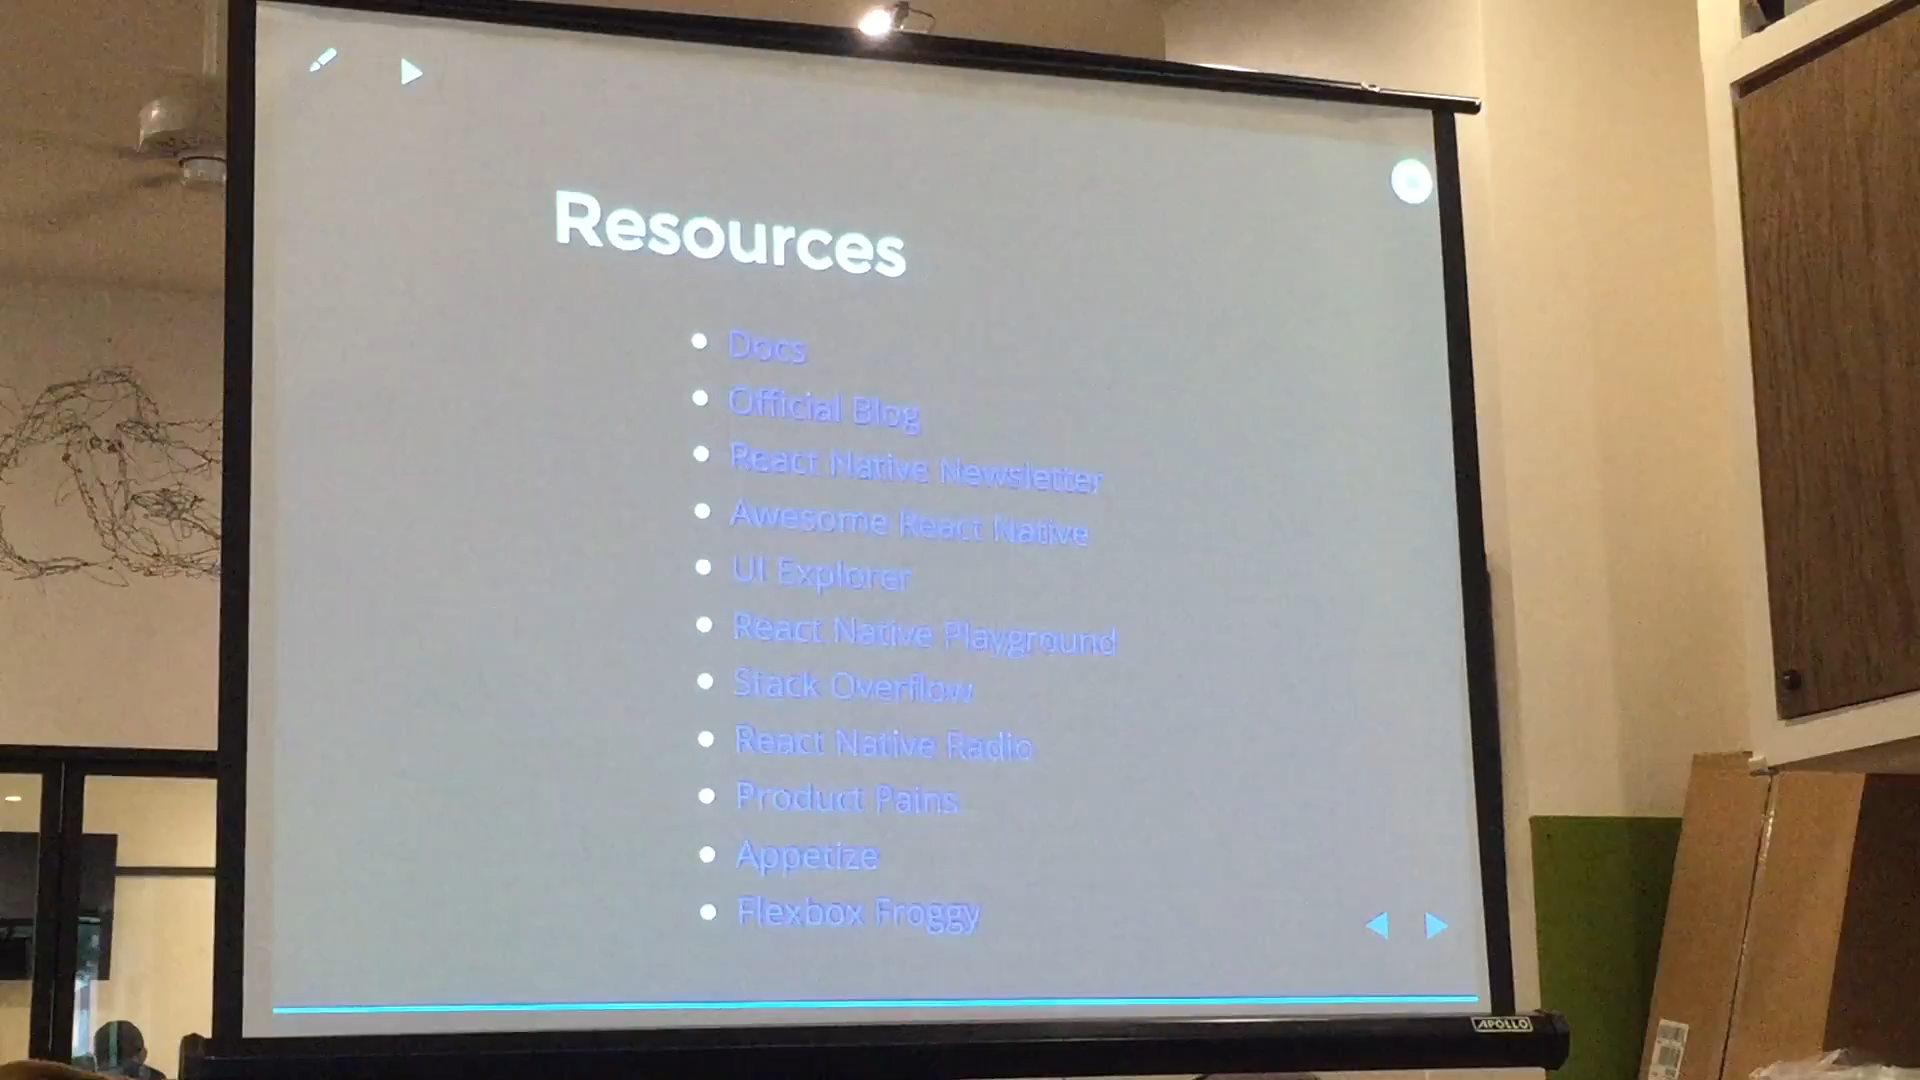 Resources
Docs
Official Blog
React Native Newsletter
Awesome React Native
UI Explorer
React Native Playground
Stack Overflow
React Native Radio
Product Pains
Appetize
Flexbox Froggy
APOLLO